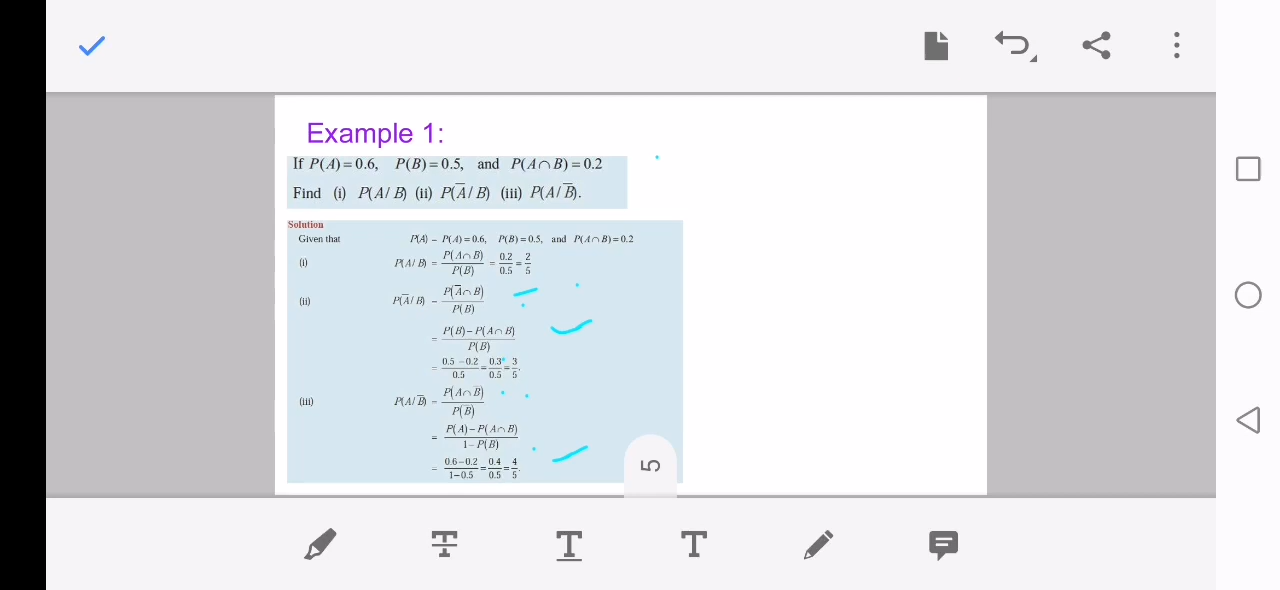 Example 1:
If P(A) = 0.6, P(B) = 0.5, and P(A∩B) = 0.2
Find (i) P(A/B) (ii) P(A̅/B) (iii) P(A/B̅).
Solution
Given that P(A) − P(A) = 0.6, P(B) = 0.5, and P(A∩B) = 0.2
(i) P(A/B) = P(A∩B)/P(B) = 0.2/0.5 = 2/5
(ii) P(A̅/B) − P(A̅∩B)/P(B)
= P(B) − P(A∩B)/P(B)
= 0.5 − 0.2/0.5 = 0.3/0.5 = 3/5.
(iii) P(A/B̅) = P(A∩B̅)/P(B̅)
= P(A) − P(A∩B)/1 − P(B)
= 0.6 − 0.2/1 − 0.5 = 0.4/0.5 = 4/5.
5
T
T
T